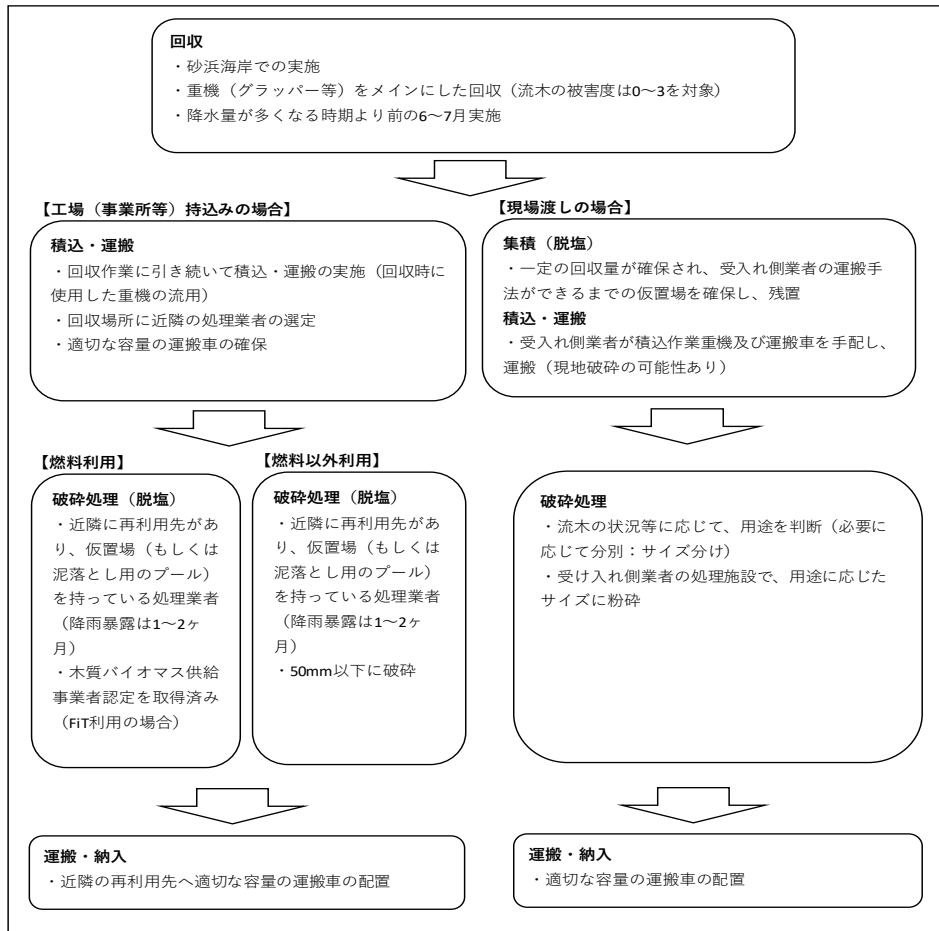 回収
・砂浜海岸での実施
・重機（グラッパー等）をメインにした回収（流木の被害度は0～3を対象）
・降水量が多くなる時期より前の6～7月実施
【工場（事業所等）持込みの場合】
積込・運搬
・回収作業に引き続いて積込・運搬の実施（回収時に
使用した重機の流用）
・回収場所に近隣の処理業者の選定
・適切な容量の運搬車の確保
【現場渡しの場合】
集積（脱塩）
・一定の回収量が確保され、受入れ側業者の運搬手
法ができるまでの仮置場を確保し、残置
積込・運搬
・受入れ側業者が積込作業重機及び運搬車を手配し、
運搬（現地破砕の可能性あり）
【燃料利用】
破砕処理（脱塩）
・近隣に再利用先があ
り、仮置場（もしくは
泥落とし用のプール）
を持っている処理業者
（降雨暴露は1～2ヶ
月）
・木質バイオマス供給
事業者認定を取得済み
（FiT利用の場合）
【燃料以外利用】
破砕処理（脱塩）
・近隣に再利用先があ
り、仮置場（もしくは
泥落とし用のプール）
を持っている処理業者
（降雨暴露は1～2ヶ
月）
・50mm以下に破砕
破砕処理
・流木の状況等に応じて、用途を判断（必要に
応じて分別：サイズ分け）
・受け入れ側業者の処理施設で、用途に応じた
サイズに粉砕
運搬・納入
・近隣の再利用先へ適切な容量の運搬車の配置
運搬・納入
・適切な容量の運搬車の配置